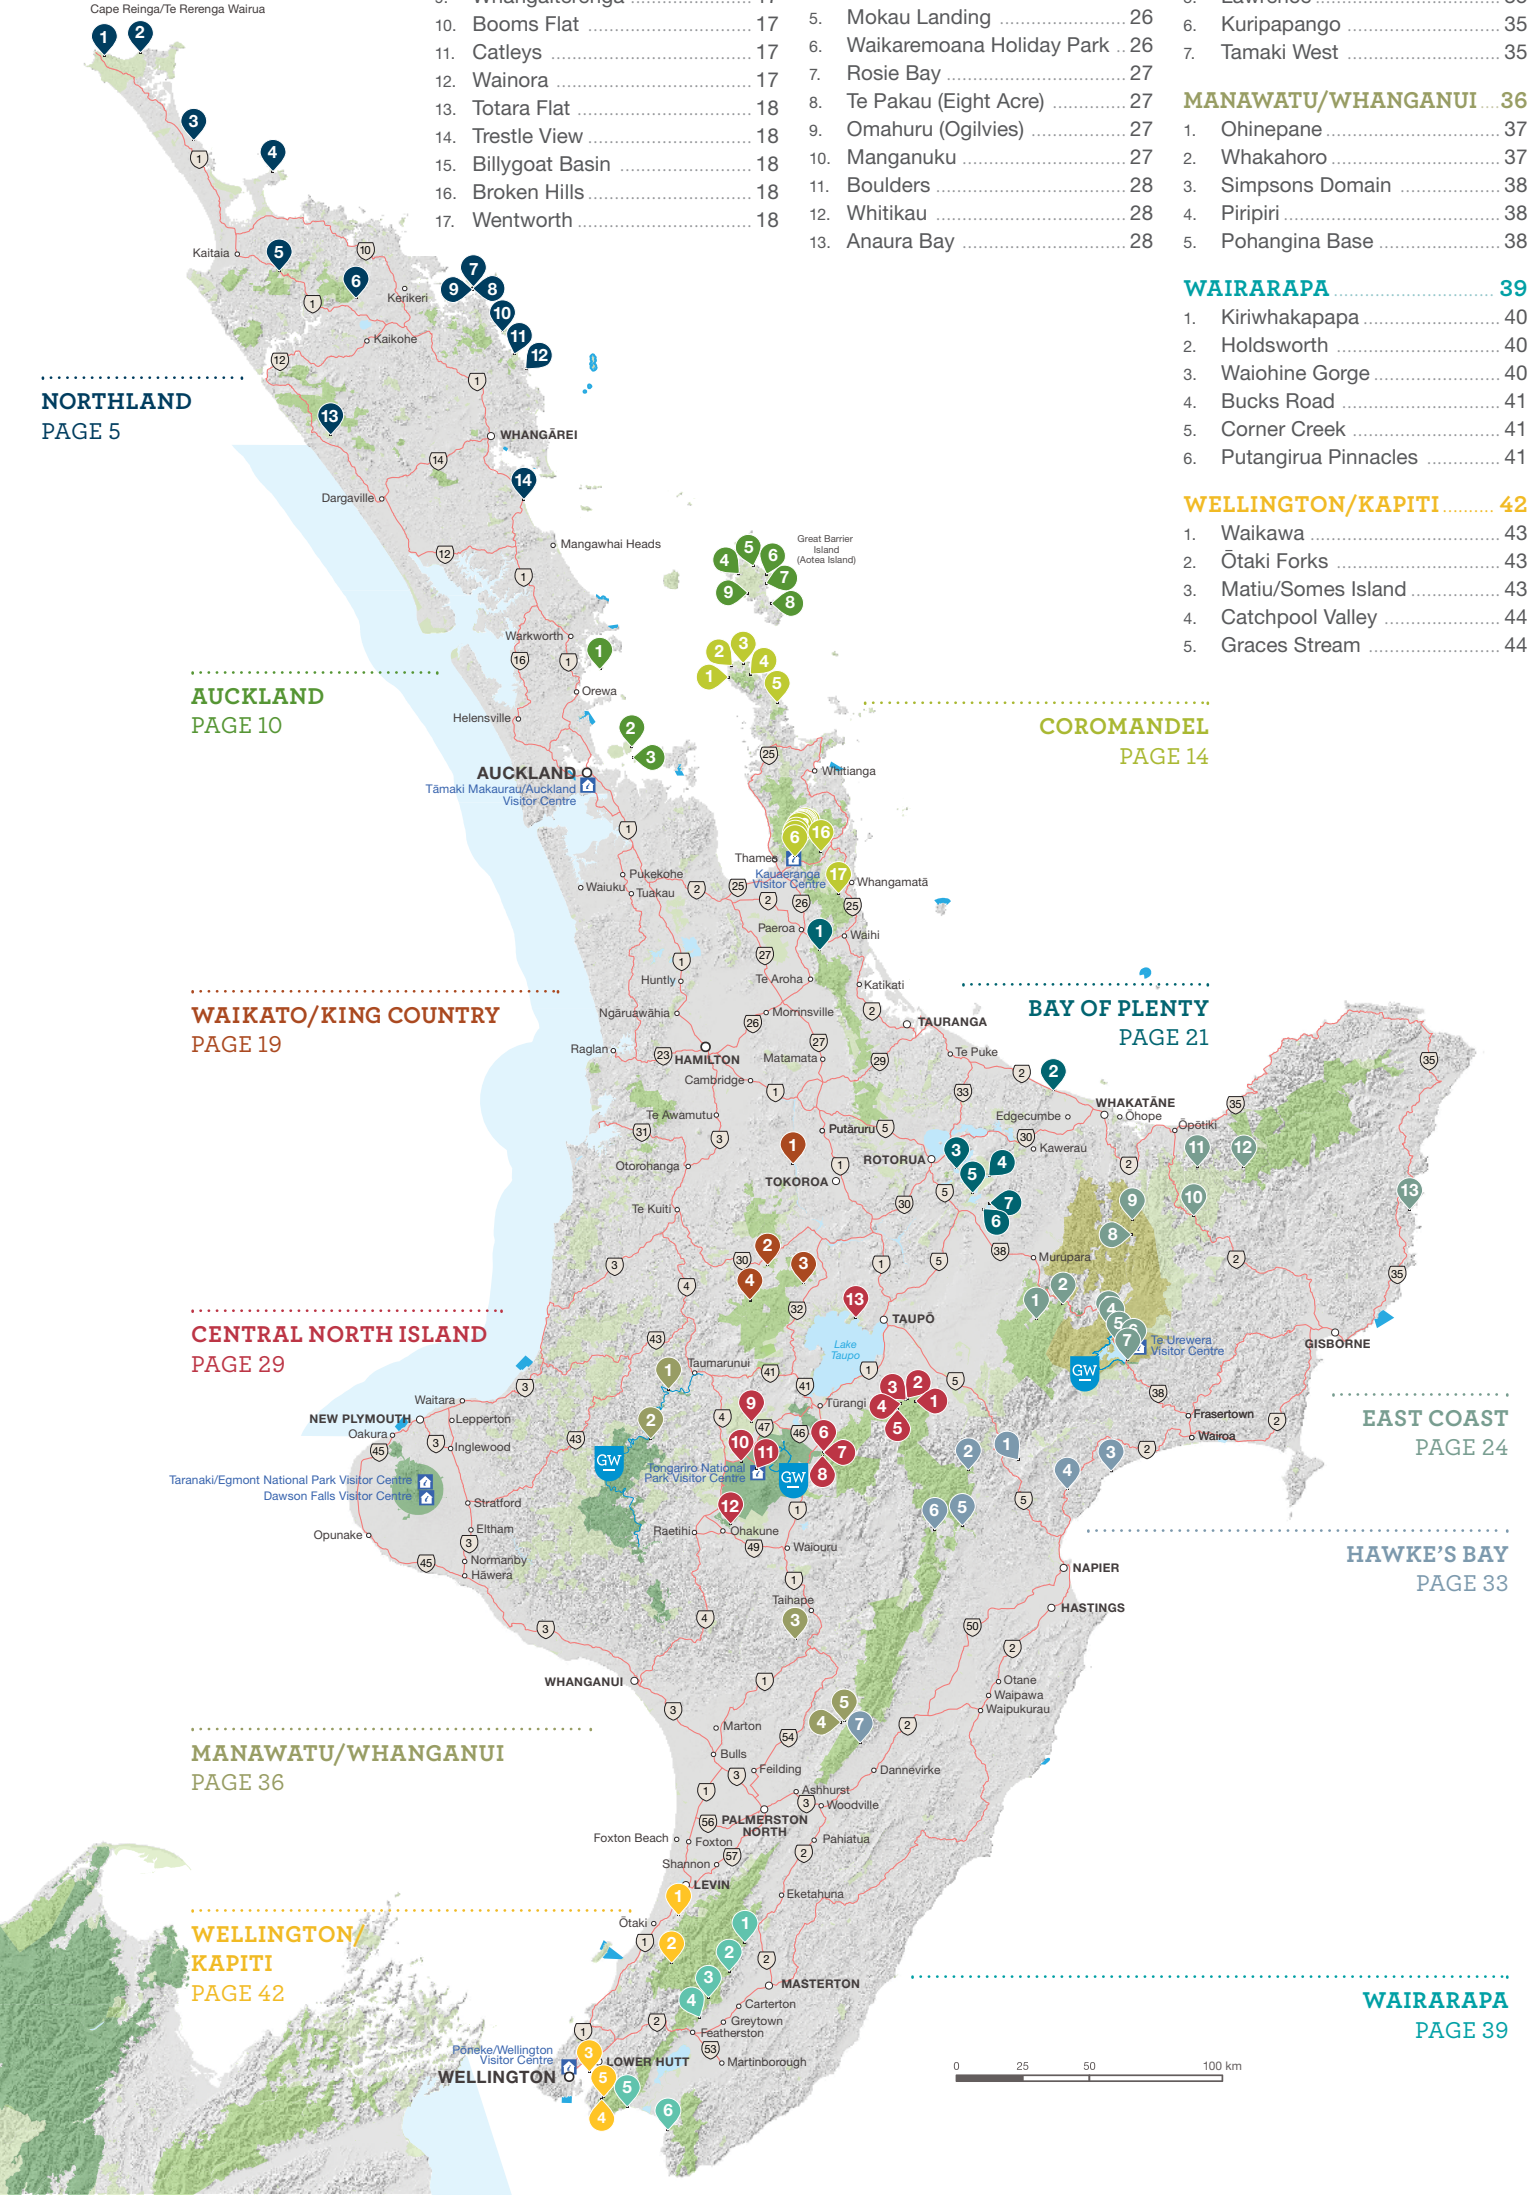 Cape Reinga/Te Rerenga Wairua
10. Booms Flat 17
11. Catleys 17
12. Wainora 17
13. Totara Flat 18
14. Trestle View 18
15. Billygoat Basin 18
16. Broken Hills 18
17. Wentworth 18
5. Mokau Landing 26
6. Waikaremoana Holiday Park 26
7. Rosie Bay 27
8. Te Pakau (Eight Acre) 27
9. Omahuru (Ogilvies) 27
10. Manganuku 27
11. Boulders 28
12. Whitikau 28
13. Anaura Bay 28
6. Kuripapango 35
7. Tamaki West 35
MANAWATU/WHANGANUI 36
1. Ohinepane 37
2. Whakahoro 37
3. Simpsons Domain 38
4. Piripiri 38
5. Pohangina Base 38
WAIRARAPA 39
1. Kiriwhakapapa 40
2. Holdsworth 40
3. Waiohine Gorge 40
4. Bucks Road 41
5. Corner Creek 41
6. Putangirua Pinnacles 41
WELLINGTON/KAPITI 42
1. Waikawa 43
2. Ōtaki Forks 43
3. Matiu/Somes Island 43
4. Catchpool Valley 44
5. Graces Stream 44
NORTHLAND
PAGE 5
Kaitaia
Kerikeri
Kaikohe
WHANGĀREI
Dargaville
Mangawhai Heads
Great Barrier
Island
(Aotea Island)
Warkworth
Orewa
Helensville
AUCKLAND
PAGE 10
COROMANDEL
PAGE 14
AUCKLAND
Tāmaki Makaurau/Auckland
Visitor Centre
Whitianga
Thames
Kauaeranga
Visitor Centre
Whangamatā
Pukekohe
Waiuku
Tuakau
Paeroa
Waihi
Huntly
Te Aroha
Katikati
WAIKATO/KING COUNTRY
PAGE 19
BAY OF PLENTY
PAGE 21
Ngāruawāhia
Morrinsville
TAURANGA
Raglan
HAMILTON
Matamata
Te Puke
Cambridge
WHAKATĀNE
Edgecumbe
Ōhope
Ōpōtiki
Te Awamutu
Putāruru
Kawerau
Otorohanga
ROTORUA
TOKOROA
Te Kuiti
Murupara
CENTRAL NORTH ISLAND
PAGE 29
TAUPŌ
Lake
Taupo
GISBORNE
Te Urewera
Visitor Centre
GW
Taumarunui
Waitara
NEW PLYMOUTH
Lepperton
Oakura
Inglewood
Tūrangi
Frasertown
Wairoa
EAST COAST
PAGE 24
GW
Tongariro National
Park Visitor Centre
GW
Taranaki/Egmont National Park Visitor Centre
Dawson Falls Visitor Centre
Stratford
Opunake
Eltham
Normanby
Hāwera
Raetihi
Ohakune
Waiouru
HAWKE'S BAY
PAGE 33
NAPIER
HASTINGS
Taihape
WHANGANUI
Otane
Waipawa
Waipukurau
Marton
Bulls
Feilding
Dannevirke
MANAWATU/WHANGANUI
PAGE 36
Ashhurst
Woodville
PALMERSTON
NORTH
Foxton Beach
Foxton
Pahiatua
Shannon
LEVIN
Eketahuna
Ōtaki
WELLINGTON/
KAPITI
PAGE 42
MASTERTON
Carterton
Greytown
Featherston
Martinborough
WAIRARAPA
PAGE 39
Pōneke/Wellington
Visitor Centre
LOWER HUTT
WELLINGTON
0 25 50 100 km